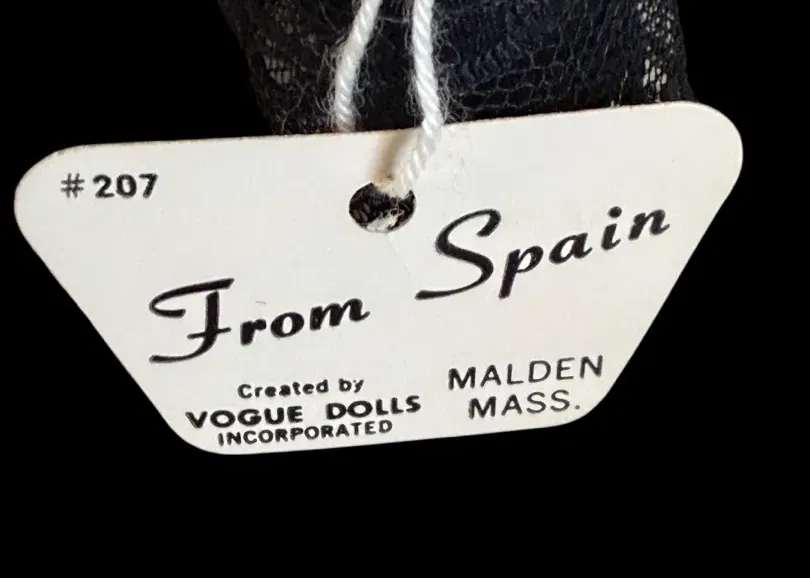 #207
From Spain
Created by
VOGUE DOLLS
INCORPORATED
MALDEN
MASS.